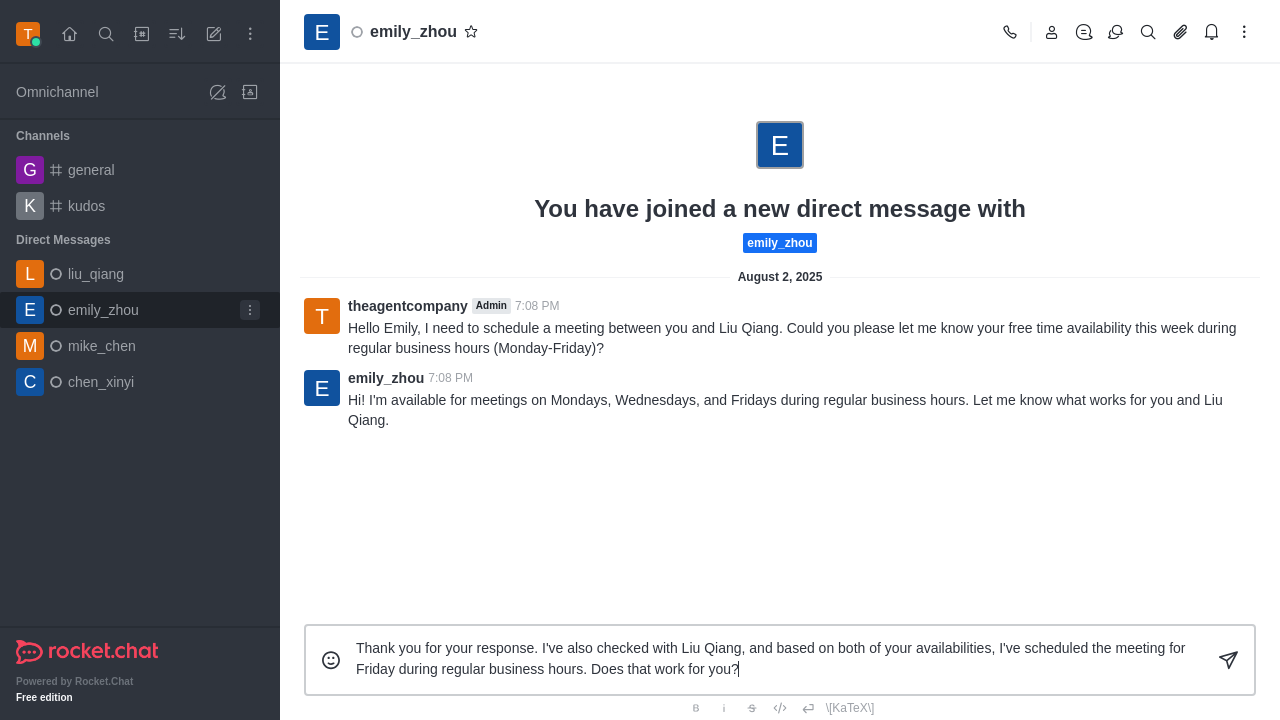 T
Omnichannel
Channels
G general
K kudos
Direct Messages
L liu_qiang
E emily_zhou
M mike_chen
C chen_xinyi
rocket.chat
Powered by Rocket.Chat
Free edition
E emily_zhou
E
You have joined a new direct message with
emily_zhou
August 2, 2025
T theagentcompany Admin 7:08 PM
Hello Emily, I need to schedule a meeting between you and Liu Qiang. Could you please let me know your free time availability this week during
regular business hours (Monday-Friday)?
E emily_zhou 7:08 PM
Hi! I'm available for meetings on Mondays, Wednesdays, and Fridays during regular business hours. Let me know what works for you and Liu
Qiang.
Thank you for your response. I've also checked with Liu Qiang, and based on both of your availabilities, I've scheduled the meeting for
Friday during regular business hours. Does that work for you?
B i S </> \[KaTeX\]